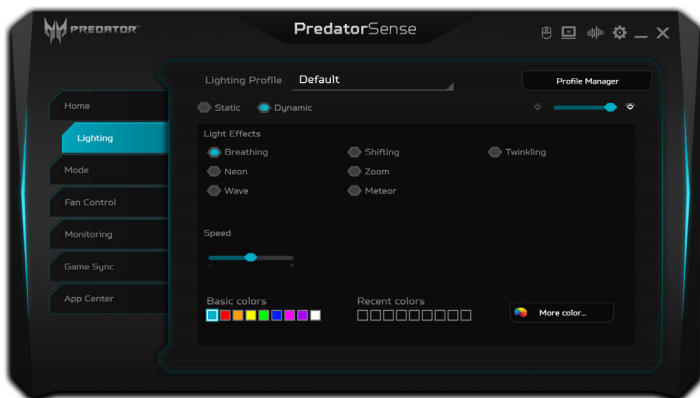 PREDATOR
PredatorSense
Lighting Profile Default
Profile Manager
Static Dynamic
Home
Lighting
Mode
Fan Control
Monitoring
Game Sync
App Center
Light Effects
Breathing Shifting Twinkling
Neon Zoom
Wave Meteor
Speed
- +
Basic colors Recent colors
More color...